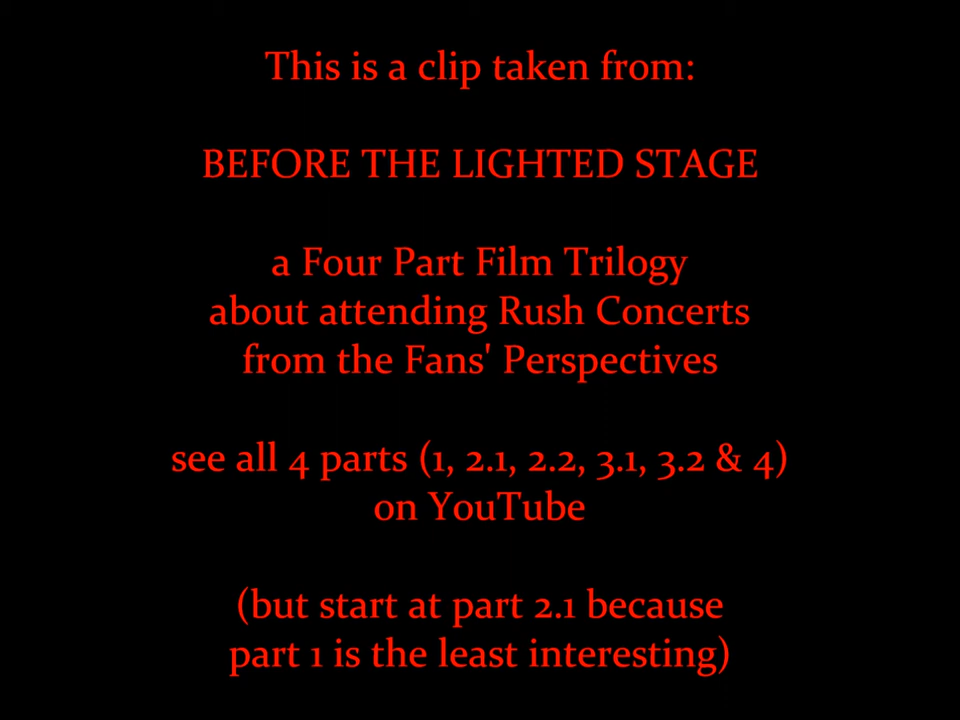 This is a clip taken from:
BEFORE THE LIGHTED STAGE
a Four Part Film Trilogy
about attending Rush Concerts
from the Fans' Perspectives
see all 4 parts (1, 2.1, 2.2, 3.1, 3.2 & 4)
on YouTube
(but start at part 2.1 because
part 1 is the least interesting)